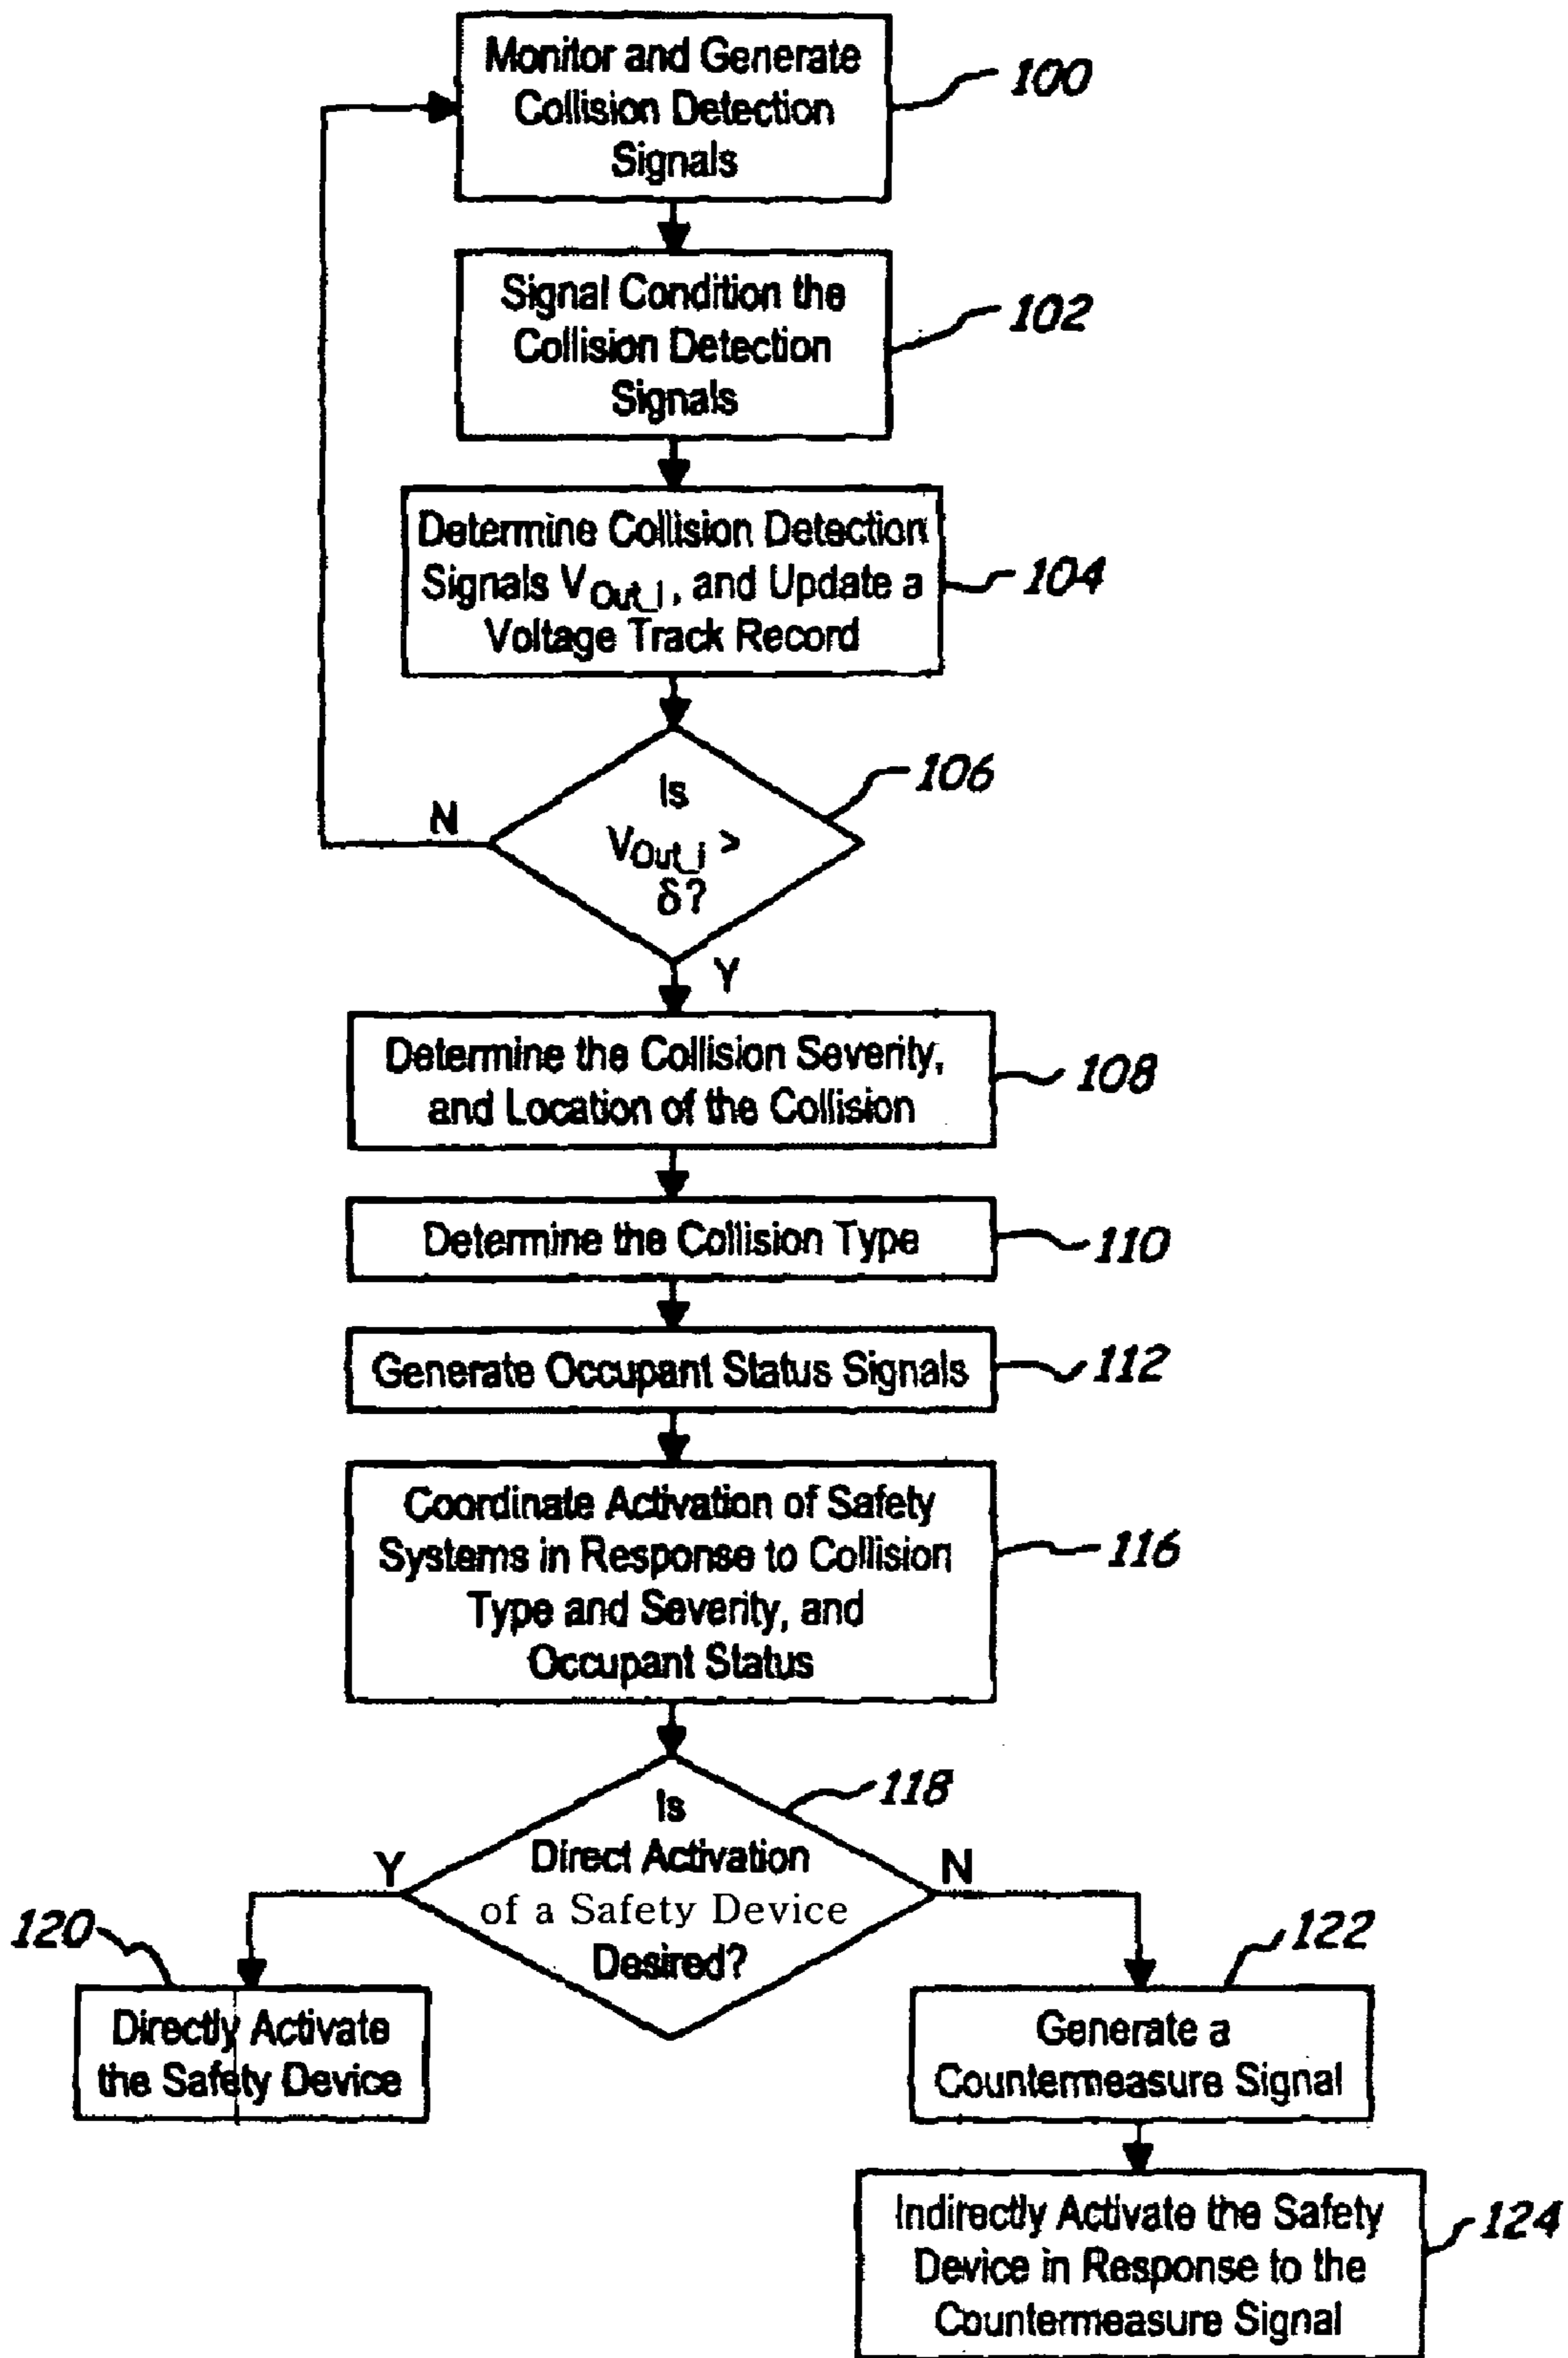 Monitor and Generate
Collision Detection
Signals
100
Signal Condition the
Collision Detection
Signals
102
Determine Collision Detection
Signals VOut_i, and Update a
Voltage Track Record
104
Is
VOut_i >
δ?
106
N
Y
Determine the Collision Severity,
and Location of the Collision
108
Determine the Collision Type
110
Generate Occupant Status Signals
112
Coordinate Activation of Safety
Systems in Response to Collision
Type and Severity, and
Occupant Status
116
Is
Direct Activation
of a Safety Device
Desired?
118
Y
N
120
Directly Activate
the Safety Device
122
Generate a
Countermeasure Signal
Indirectly Activate the Safety
Device in Response to the
Countermeasure Signal
124